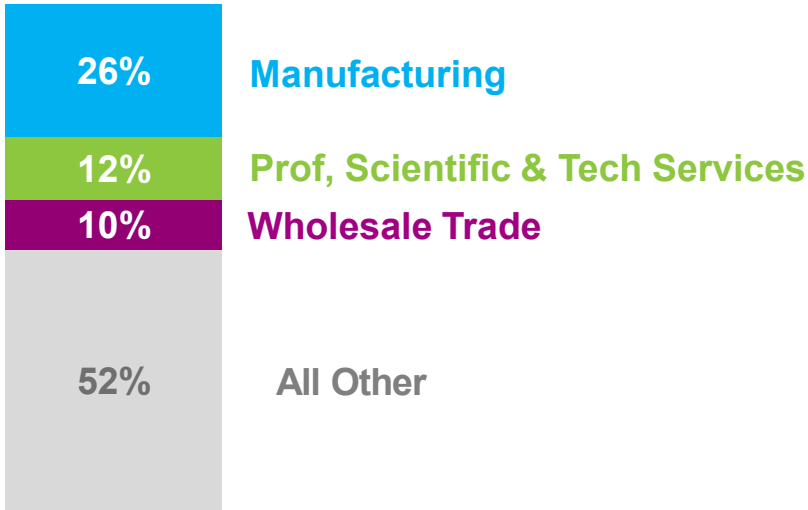 26% Manufacturing
12% Prof, Scientific & Tech Services
10% Wholesale Trade
52% All Other